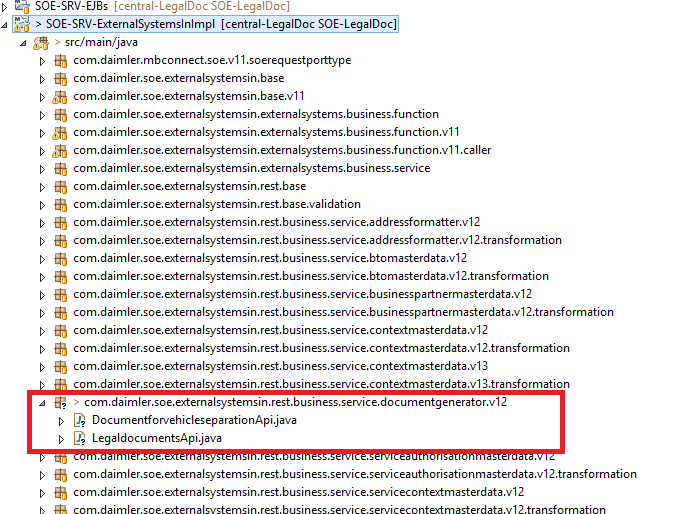 SOE-SRV-EJBs [central-LegalDoc SOE-LegalDoc]
> SOE-SRV-ExternalSystemsInImpl [central-LegalDoc SOE-LegalDoc]
> src/main/java
com.daimler.mbconnect.soe.v11.soerequestporttype
com.daimler.soe.externalsystemsin.base
com.daimler.soe.externalsystemsin.base.v11
com.daimler.soe.externalsystemsin.externalsystems.business.function
com.daimler.soe.externalsystemsin.externalsystems.business.function.v11
com.daimler.soe.externalsystemsin.externalsystems.business.function.v11.caller
com.daimler.soe.externalsystemsin.externalsystems.business.service
com.daimler.soe.externalsystemsin.rest.base
com.daimler.soe.externalsystemsin.rest.base.validation
com.daimler.soe.externalsystemsin.rest.business.service.addressformatter.v12
com.daimler.soe.externalsystemsin.rest.business.service.addressformatter.v12.transformation
com.daimler.soe.externalsystemsin.rest.business.service.btomasterdata.v12
com.daimler.soe.externalsystemsin.rest.business.service.btomasterdata.v12.transformation
com.daimler.soe.externalsystemsin.rest.business.service.businesspartnermasterdata.v12
com.daimler.soe.externalsystemsin.rest.business.service.businesspartnermasterdata.v12.transformation
com.daimler.soe.externalsystemsin.rest.business.service.contextmasterdata.v12
com.daimler.soe.externalsystemsin.rest.business.service.contextmasterdata.v12.transformation
com.daimler.soe.externalsystemsin.rest.business.service.contextmasterdata.v13
com.daimler.soe.externalsystemsin.rest.business.service.contextmasterdata.v13.transformation
> com.daimler.soe.externalsystemsin.rest.business.service.documentgenerator.v12
DocumentforvehicleseparationApi.java
LegaldocumentsApi.java
com.daimler.soe.externalsystemsin.rest.business.service.serviceauthorisationmasterdata.v12
com.daimler.soe.externalsystemsin.rest.business.service.serviceauthorisationmasterdata.v12.transformation
com.daimler.soe.externalsystemsin.rest.business.service.servicecontextmasterdata.v12
com.daimler.soe.externalsystemsin.rest.business.service.servicecontextmasterdata.v12.transformation